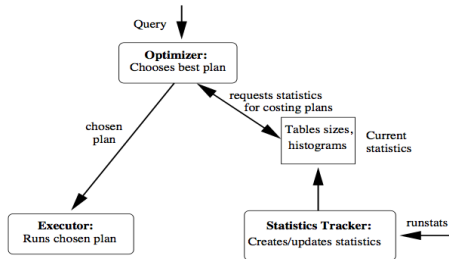 Query
Optimizer:
Chooses best plan
requests statistics
for costing plans
chosen
plan
Tables sizes,
histograms
Current
statistics
Executor:
Runs chosen plan
Statistics Tracker:
Creates/updates statistics
runstats